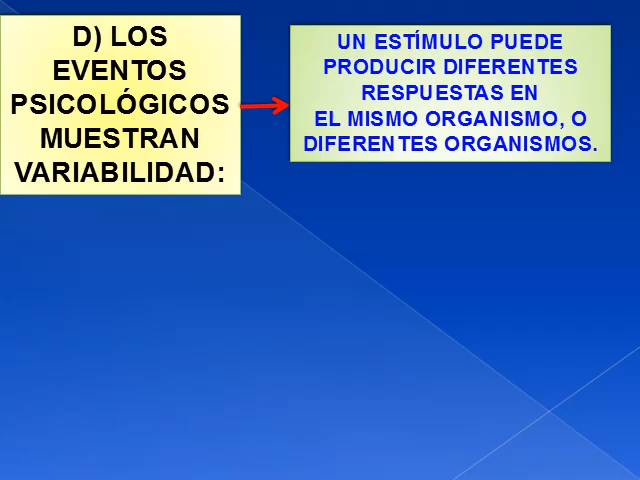 D) LOS
EVENTOS
PSICOLÓGICOS
MUESTRAN
VARIABILIDAD:
UN ESTÍMULO PUEDE
PRODUCIR DIFERENTES
RESPUESTAS EN
EL MISMO ORGANISMO, O
DIFERENTES ORGANISMOS.